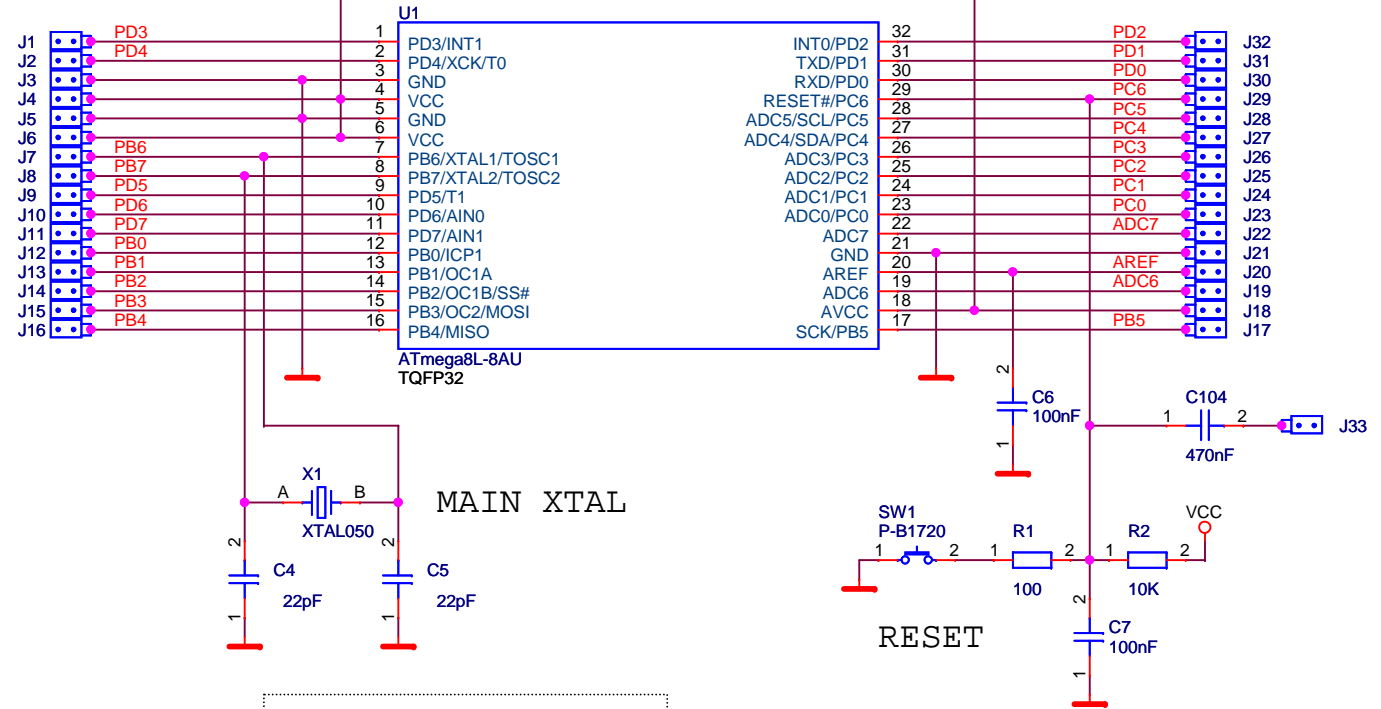 U1
J1 PD3 1 PD3/INT1 INT0/PD2 32 PD2 J32
J2 PD4 2 PD4/XCK/T0 TXD/PD1 31 PD1 J31
J3 3 GND RXD/PD0 30 PD0 J30
J4 4 VCC RESET#/PC6 29 PC6 J29
J5 5 GND ADC5/SCL/PC5 28 PC5 J28
J6 6 VCC ADC4/SDA/PC4 27 PC4 J27
J7 PB6 7 PB6/XTAL1/TOSC1 ADC3/PC3 26 PC3 J26
J8 PB7 8 PB7/XTAL2/TOSC2 ADC2/PC2 25 PC2 J25
J9 PD5 9 PD5/T1 ADC1/PC1 24 PC1 J24
J10 PD6 10 PD6/AIN0 ADC0/PC0 23 PC0 J23
J11 PD7 11 PD7/AIN1 ADC7 22 ADC7 J22
J12 PB0 12 PB0/ICP1 GND 21 J21
J13 PB1 13 PB1/OC1A AREF 20 AREF J20
J14 PB2 14 PB2/OC1B/SS# ADC6 19 ADC6 J19
J15 PB3 15 PB3/OC2/MOSI AVCC 18 J18
J16 PB4 16 PB4/MISO SCK/PB5 17 PB5 J17
ATmega8L-8AU
TQFP32
2 C6 100nF 1
C104
1 2 J33
470nF
X1
A B
XTAL050
MAIN XTAL
2 C4 22pF 1
2 C5 22pF 1
SW1
P-B1720
1 2
R1
1 2
100
R2
1 2
10K
VCC
RESET
2 C7 100nF 1